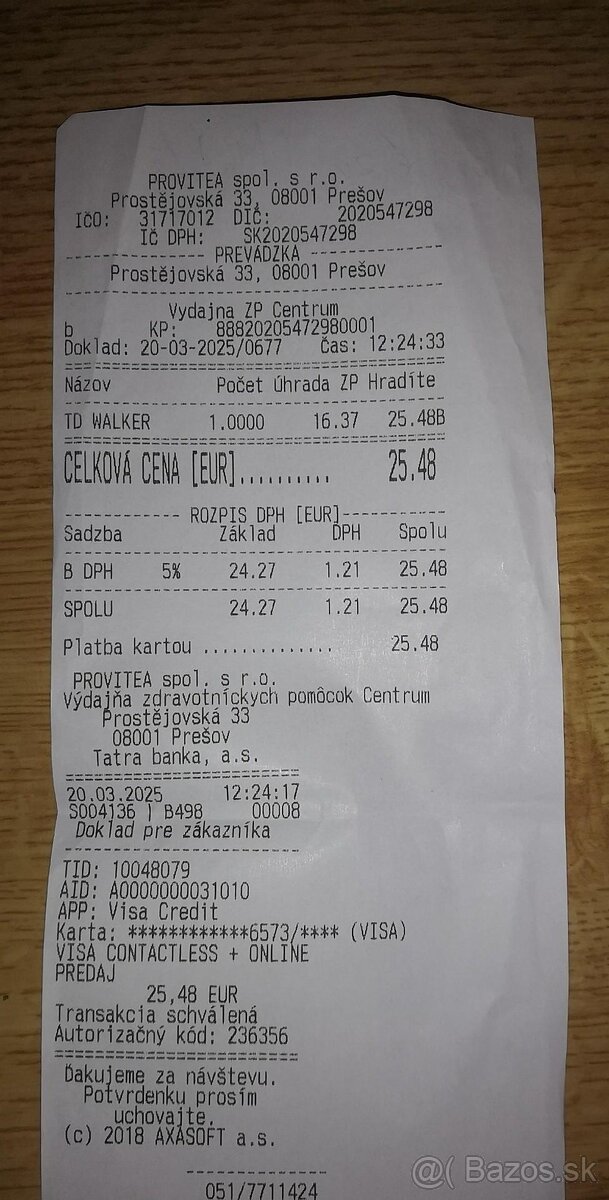 PROVITEA spol. s r.o.
Prostějovská 33, 08001 Prešov
IČO: 31717012 DIČ: 2020547298
IČ DPH: SK2020547298
--------------- PREVÁDZKA ---------------
Prostějovská 33, 08001 Prešov
Vydajna ZP Centrum
b KP: 88820205472980001
Doklad: 20-03-2025/0677 Čas: 12:24:33
Názov Počet Úhrada ZP Hradíte
TD WALKER 1.0000 16.37 25.48B
CELKOVÁ CENA [EUR].......... 25.48
------------ ROZPIS DPH [EUR]-----------
Sadzba Základ DPH Spolu
B DPH 5% 24.27 1.21 25.48
SPOLU 24.27 1.21 25.48
Platba kartou .............. 25.48
PROVITEA spol. s r.o.
Výdajňa zdravotníckych pomôcok Centrum
Prostějovská 33
08001 Prešov
Tatra banka, a.s.
20.03.2025 12:24:17
S004136 | B498 00008
Doklad pre zákazníka
TID: 10048079
AID: A0000000031010
APP: Visa Credit
Karta: ************6573/**** (VISA)
VISA CONTACTLESS + ONLINE
PREDAJ
25,48 EUR
Transakcia schválená
Autorizačný kód: 236356
Ďakujeme za návštevu.
Potvrdenku prosím
uchovajte.
(c) 2018 AXASOFT a.s.
051/7711424
@( Bazos.sk